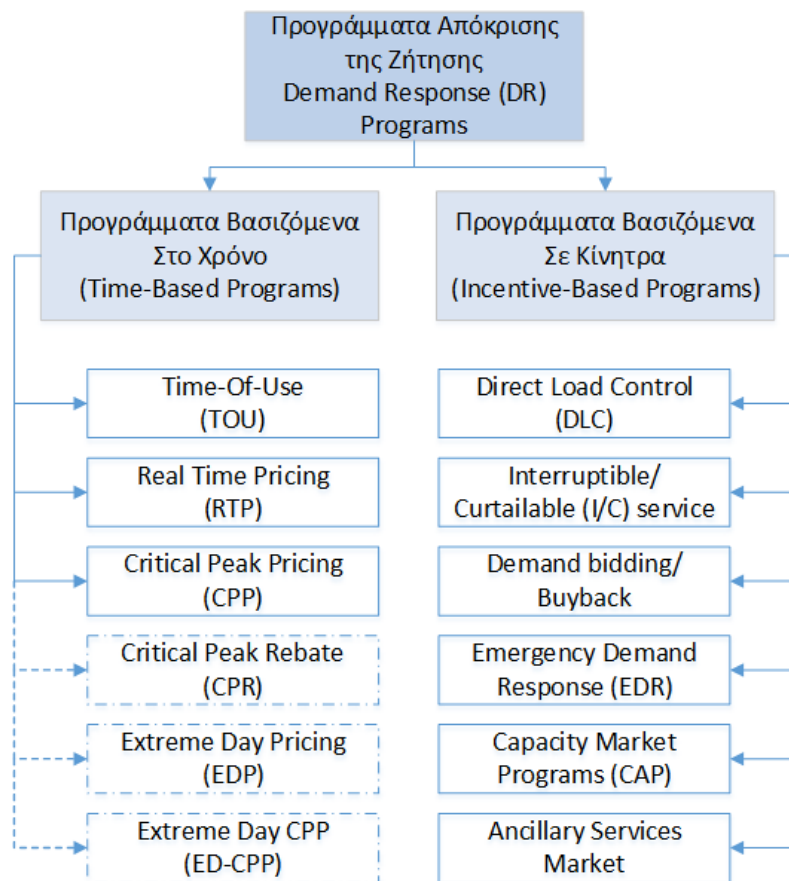 Προγράμματα Απόκρισης
της Ζήτησης
Demand Response (DR)
Programs
Προγράμματα Βασιζόμενα
Στο Χρόνο
(Time-Based Programs)
Προγράμματα Βασιζόμενα
Σε Κίνητρα
(Incentive-Based Programs)
Time-Of-Use
(TOU)
Real Time Pricing
(RTP)
Critical Peak Pricing
(CPP)
Critical Peak Rebate
(CPR)
Extreme Day Pricing
(EDP)
Extreme Day CPP
(ED-CPP)
Direct Load Control
(DLC)
Interruptible/
Curtailable (I/C) service
Demand bidding/
Buyback
Emergency Demand
Response (EDR)
Capacity Market
Programs (CAP)
Ancillary Services
Market